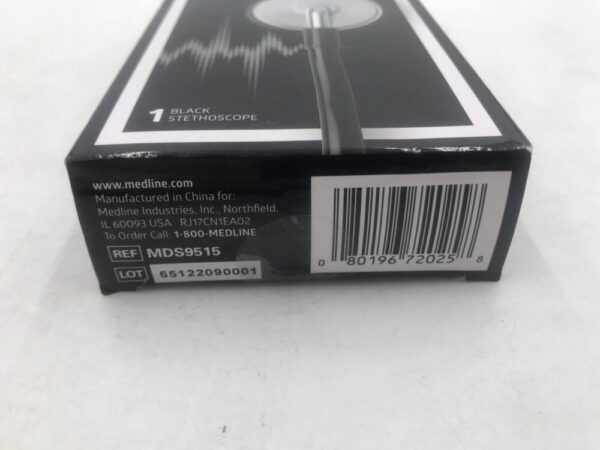 1 BLACK
STETHOSCOPE
www.medline.com
Manufactured in China for:
Medline Industries, Inc., Northfield,
IL 60093 USA RJ17CN1EA02
To Order Call 1-800-MEDLINE
REF MDS9515
LOT 65122090001
0 80196 72025 8